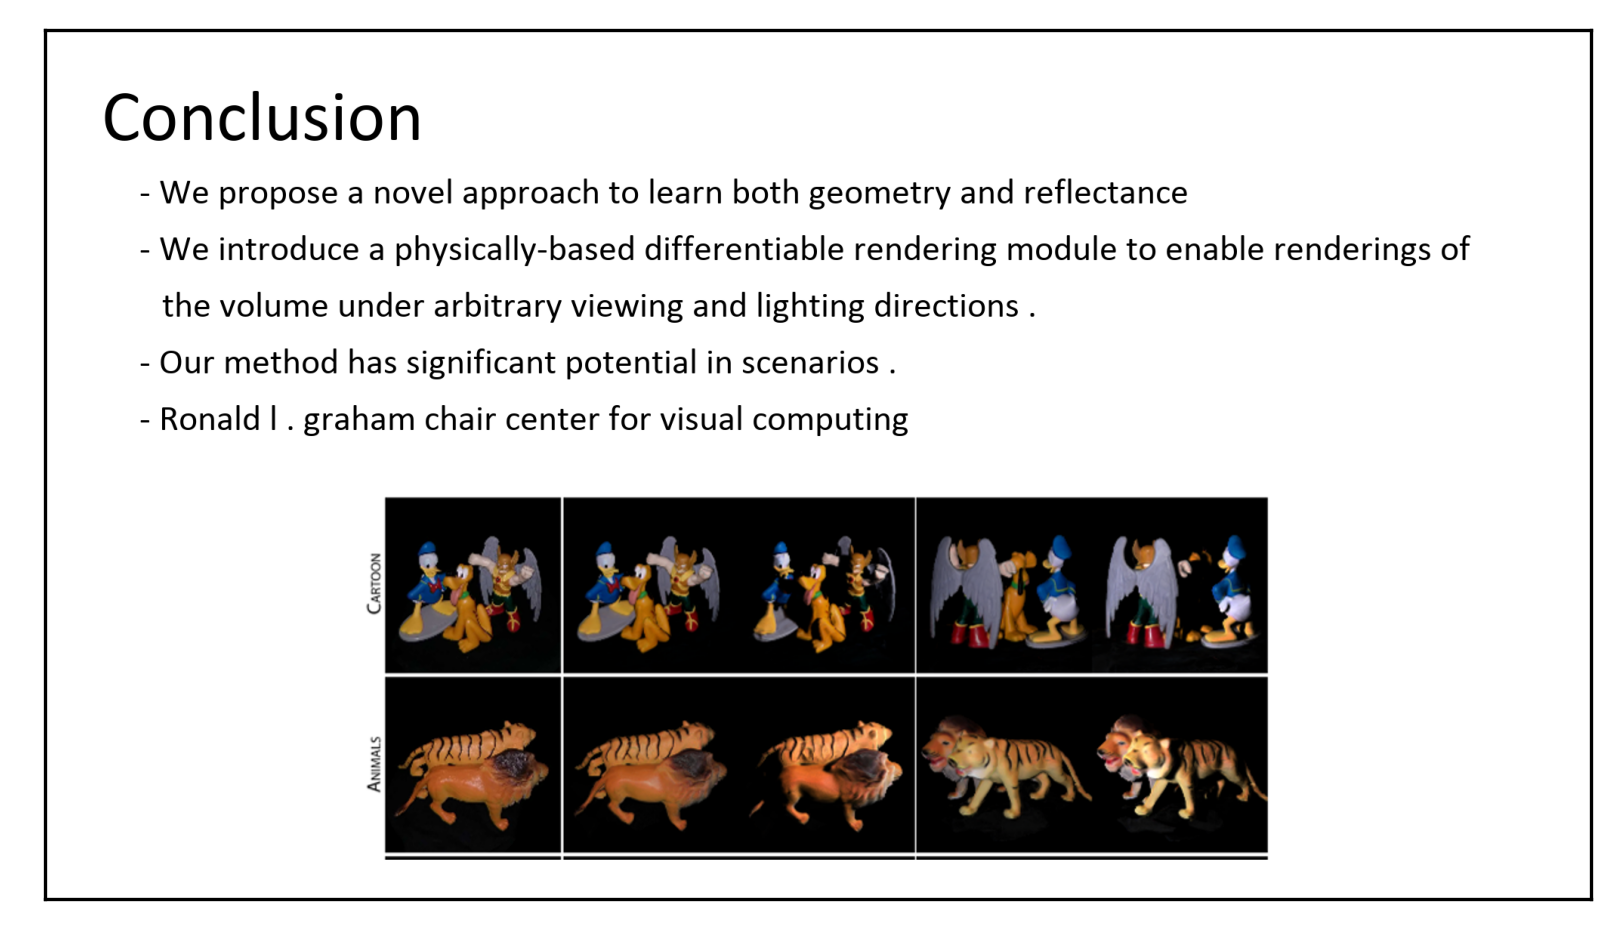 Conclusion
- We propose a novel approach to learn both geometry and reflectance
- We introduce a physically-based differentiable rendering module to enable renderings of
the volume under arbitrary viewing and lighting directions .
- Our method has significant potential in scenarios .
- Ronald l . graham chair center for visual computing
CARTOON
ANIMALS